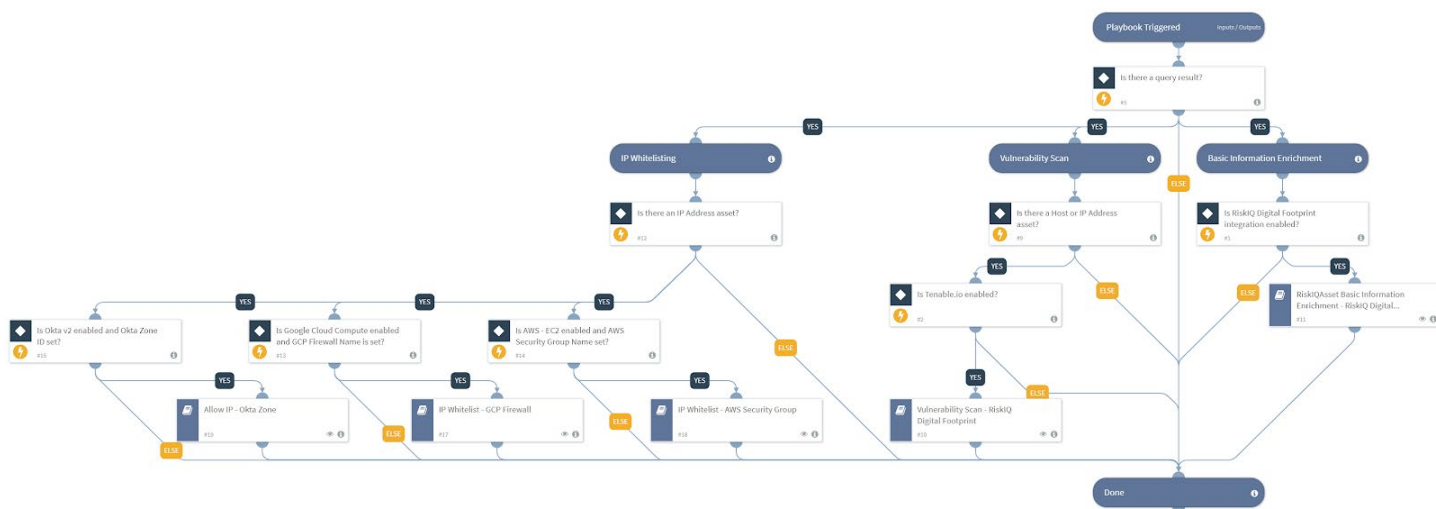 Playbook Triggered
Inputs / Outputs
Is there a query result?
#5
YES
YES
YES
IP Whitelisting
Vulnerability Scan
Basic Information Enrichment
ELSE
Is there an IP Address asset?
#12
Is there a Host or IP Address
asset?
Is RiskIQ Digital Footprint
integration enabled?
#1
YES
YES
YES
YES
YES
ELSE
ELSE
Is Okta v2 enabled and Okta Zone
ID set?
Is Google Cloud Compute enabled
and GCP Firewall Name is set?
#13
Is AWS - EC2 enabled and AWS
Security Group Name set?
#14
Is Tenable.io enabled?
#2
RiskIQAsset Basic Information
Enrichment - RiskIQ Digital...
#11
ELSE
YES
YES
YES
YES
ELSE
Allow IP - Okta Zone
IP Whitelist - GCP Firewall
#17
IP Whitelist - AWS Security Group
Vulnerability Scan - RiskIQ
Digital Footprint
ELSE
ELSE
ELSE
Done